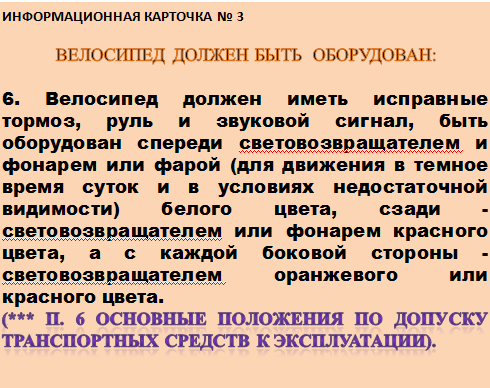 ИНФОРМАЦИОННАЯ КАРТОЧКА № 3
ВЕЛОСИПЕД ДОЛЖЕН БЫТЬ ОБОРУДОВАН:
6. Велосипед должен иметь исправные
тормоз, руль и звуковой сигнал, быть
оборудован спереди световозвращателем и
фонарем или фарой (для движения в темное
время суток и в условиях недостаточной
видимости) белого цвета, сзади -
световозвращателем или фонарем красного
цвета, а с каждой боковой стороны -
световозвращателем оранжевого или
красного цвета.
(*** П. 6 ОСНОВНЫЕ ПОЛОЖЕНИЯ ПО ДОПУСКУ
ТРАНСПОРТНЫХ СРЕДСТВ К ЭКСПЛУАТАЦИИ).